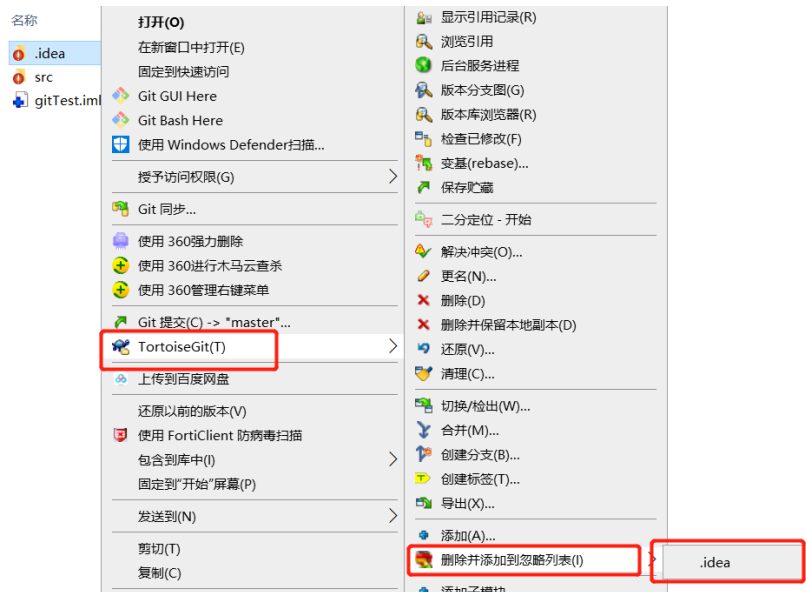 名称
.idea
src
gitTest.iml
打开(O)
在新窗口中打开(E)
固定到快速访问
Git GUI Here
Git Bash Here
使用 Windows Defender扫描...
授予访问权限(G)
Git 同步...
使用 360强力删除
使用 360进行木马云查杀
使用 360管理右键菜单
Git 提交(C) -> "master"...
TortoiseGit(T)
上传到百度网盘
还原以前的版本(V)
使用 FortiClient 防病毒扫描
包含到库中(I)
固定到"开始"屏幕(P)
发送到(N)
剪切(T)
复制(C)
显示引用记录(R)
浏览引用
后台服务进程
版本分支图(G)
版本库浏览器(R)
检查已修改(F)
变基(rebase)...
保存贮藏
二分定位 - 开始
解决冲突(O)...
更名(N)...
删除(D)
删除并保留本地副本(D)
还原(V)...
清理(C)...
切换/检出(W)...
合并(M)...
创建分支(B)...
创建标签(T)...
导出(X)...
添加(A)...
删除并添加到忽略列表(I)
添加子模块
.idea